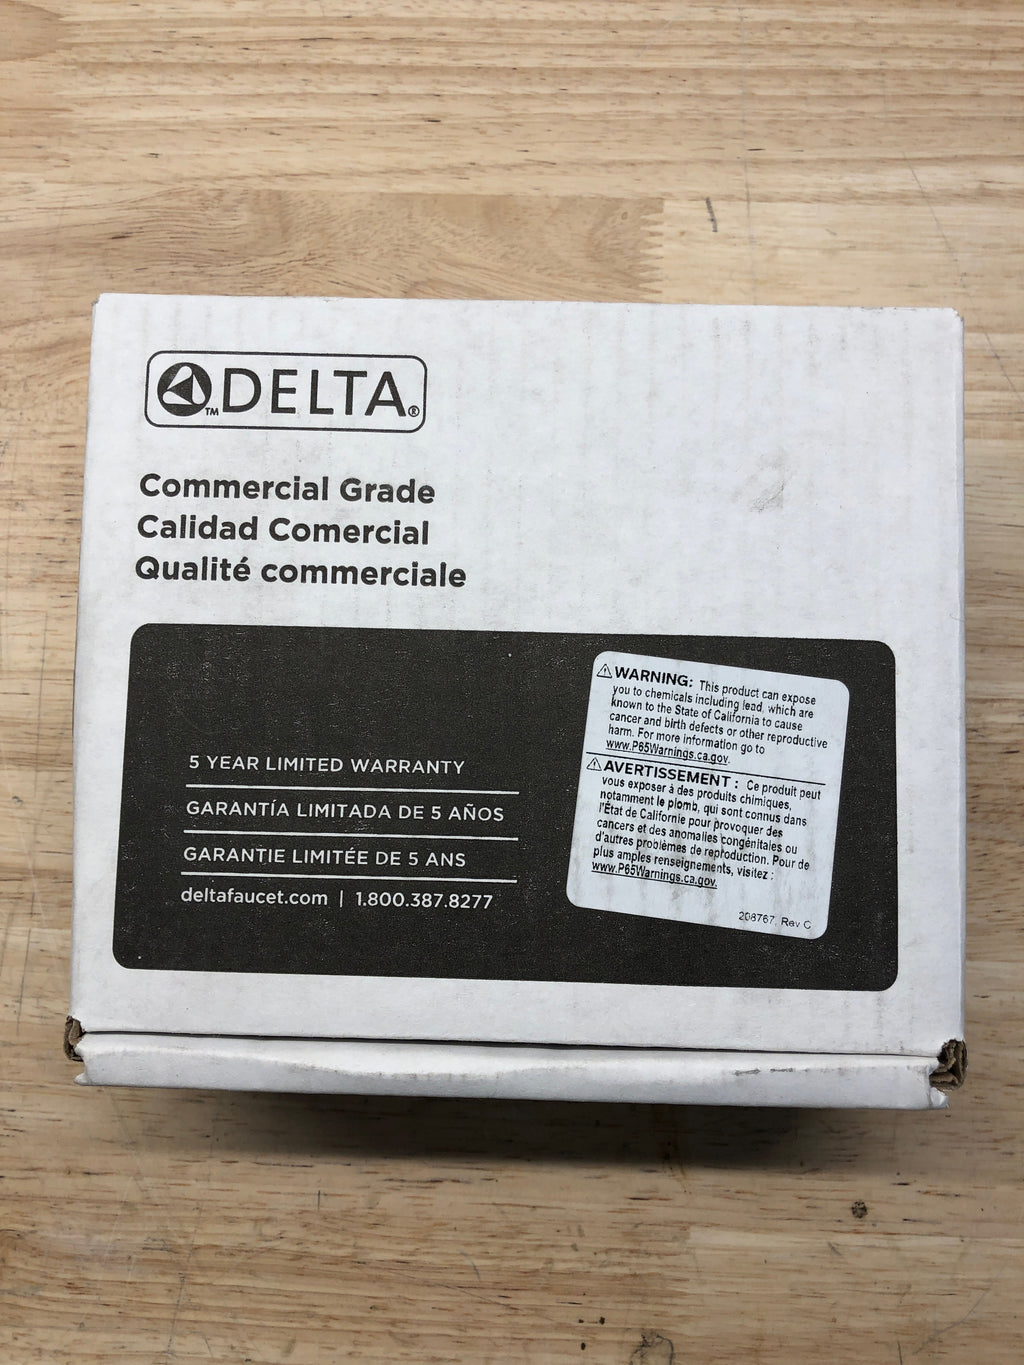 ™DELTA®
Commercial Grade
Calidad Comercial
Qualité commerciale
5 YEAR LIMITED WARRANTY
GARANTÍA LIMITADA DE 5 AÑOS
GARANTIE LIMITÉE DE 5 ANS
deltafaucet.com | 1.800.387.8277
⚠WARNING: This product can expose
you to chemicals including lead, which are
known to the State of California to cause
cancer and birth defects or other reproductive
harm. For more information go to
www.P65Warnings.ca.gov.
⚠AVERTISSEMENT : Ce produit peut
vous exposer à des produits chimiques,
notamment le plomb, qui sont connus dans
l'État de Californie pour provoquer des
cancers et des anomalies congénitales ou
d'autres problèmes de reproduction. Pour de
plus amples renseignements, visitez :
www.P65Warnings.ca.gov.
208767, Rev C